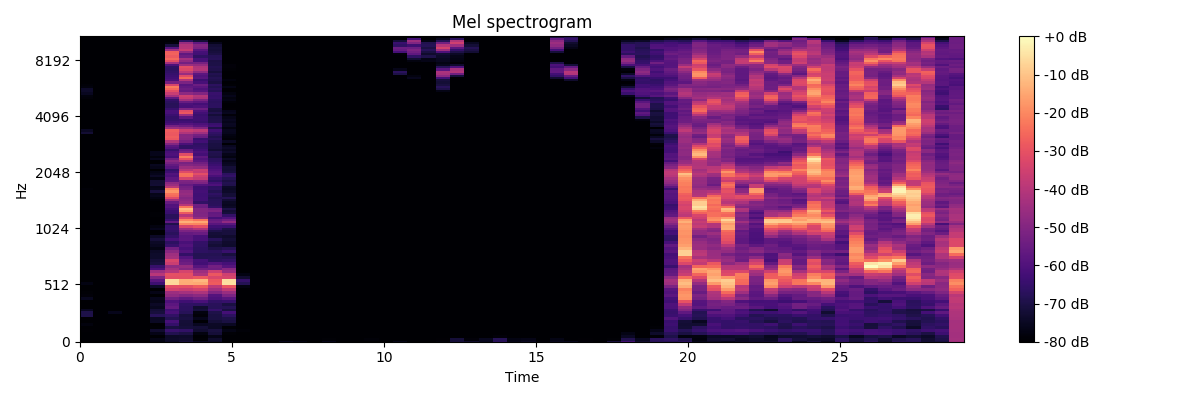 Mel spectrogram
Hz
8192
4096
2048
1024
512
0
0 5 10 15 20 25
Time
+0 dB
-10 dB
-20 dB
-30 dB
-40 dB
-50 dB
-60 dB
-70 dB
-80 dB